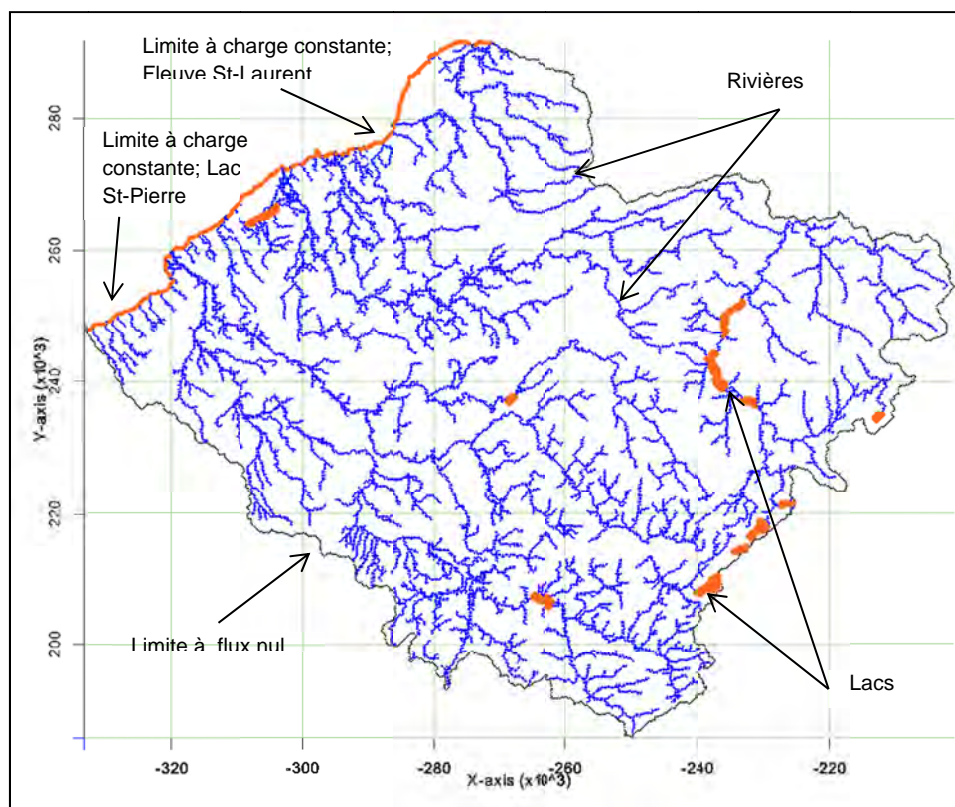 Limite à charge constante;
Fleuve St-Laurent
Rivières
Limite à charge
constante; Lac
St-Pierre
280
260
240
220
200
Y-axis (x10^3)
Limite à flux nul
Lacs
-320
-300
-280
-260
-240
-220
X-axis (x10^3)